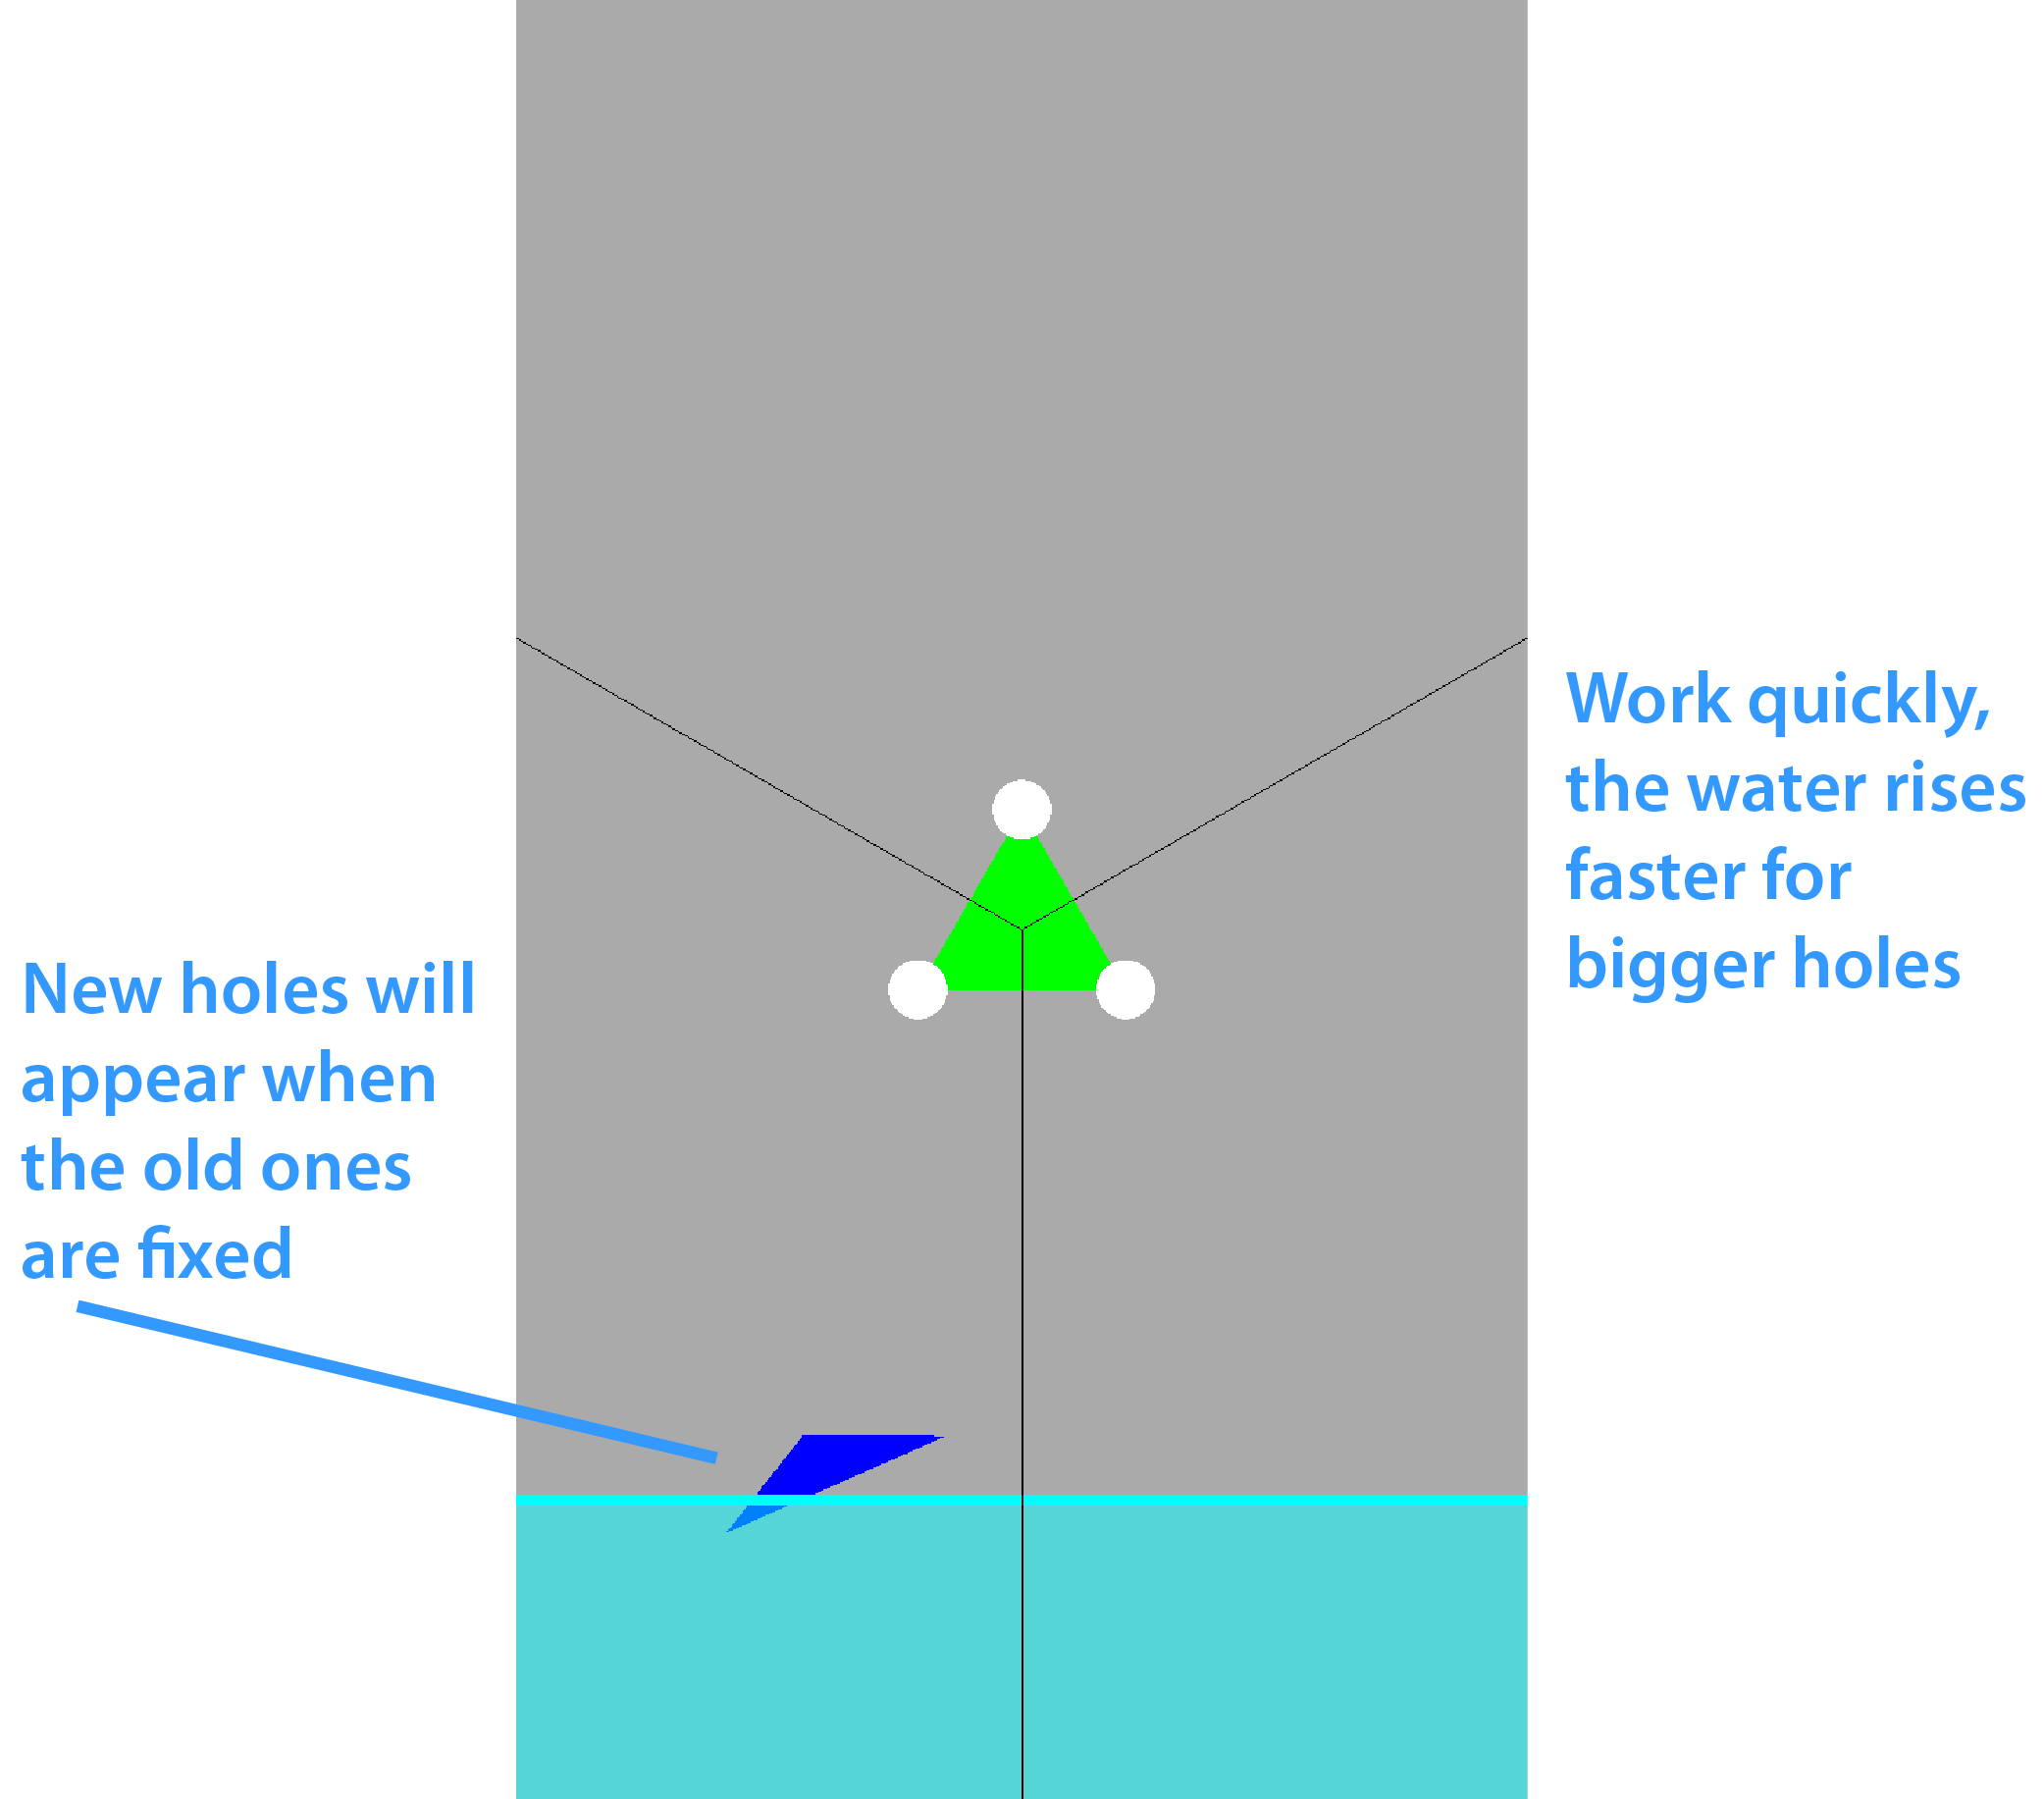 Work quickly,
the water rises
faster for
bigger holes
New holes will
appear when
the old ones
are fixed